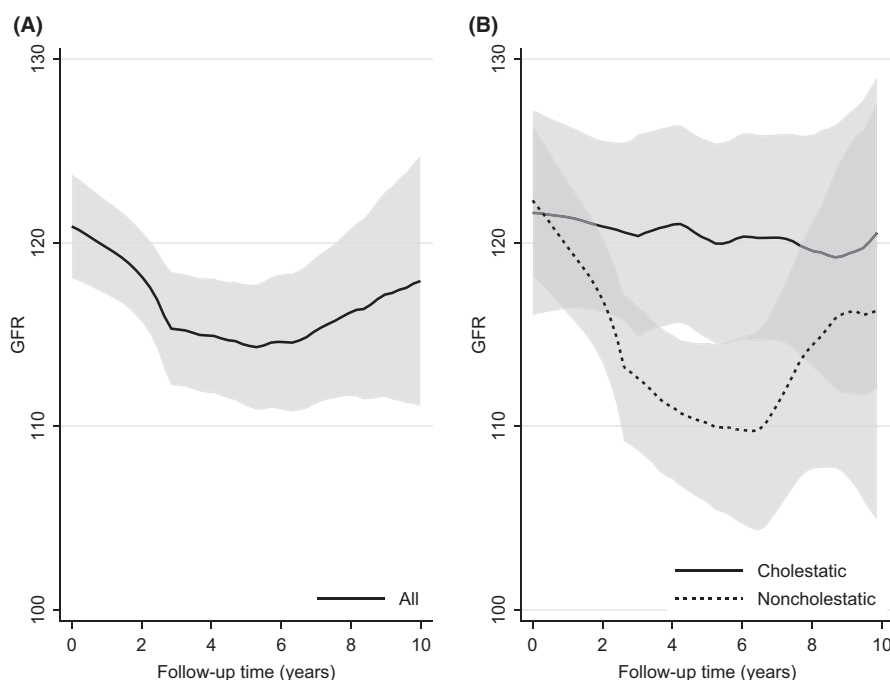 (A)
130
120
110
100
GFR
0 2 4 6 8 10
Follow-up time (years)
All
(B)
130
120
110
100
GFR
0 2 4 6 8 10
Follow-up time (years)
Cholestatic
Noncholestatic